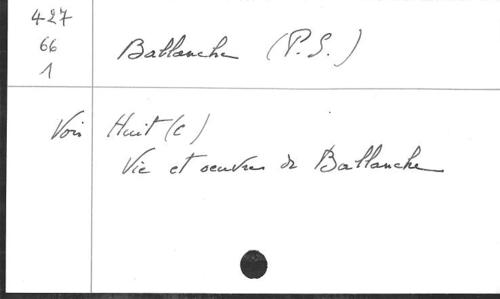 427
66
1
Ballanche (P. S.)
Voir Huit (C)
Vie et oeuvres de Ballanche